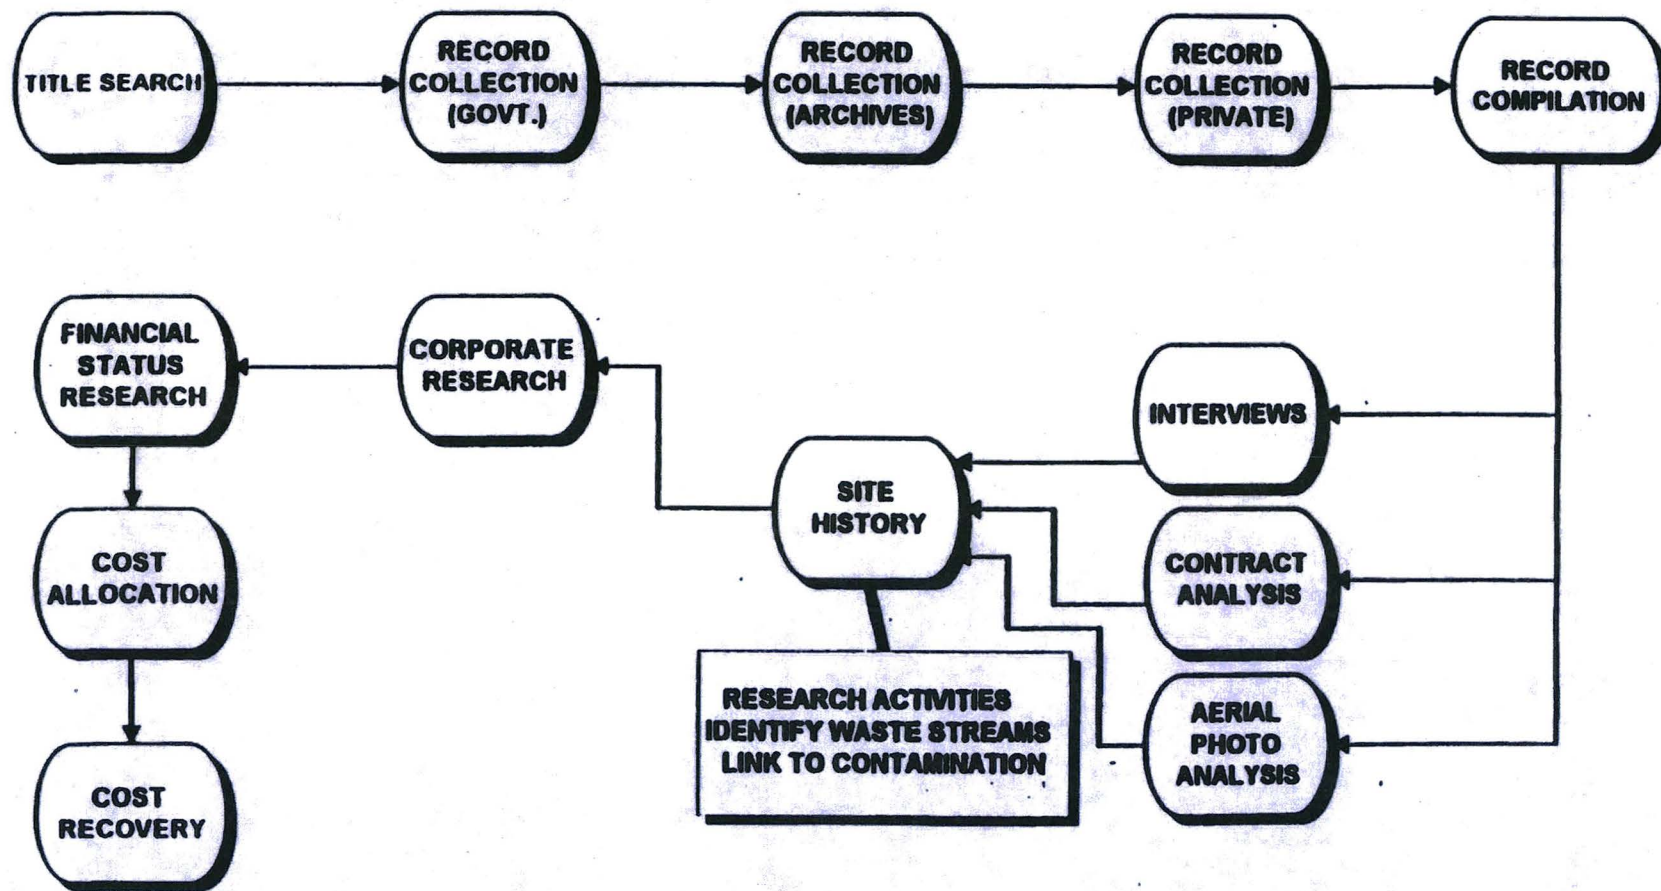 TITLE SEARCH
RECORD
COLLECTION
(GOVT.)
RECORD
COLLECTION
(ARCHIVES)
RECORD
COLLECTION
(PRIVATE)
RECORD
COMPILATION
FINANCIAL
STATUS
RESEARCH
CORPORATE
RESEARCH
INTERVIEWS
SITE
HISTORY
CONTRACT
ANALYSIS
COST
ALLOCATION
RESEARCH ACTIVITIES
IDENTIFY WASTE STREAMS
LINK TO CONTAMINATION
AERIAL
PHOTO
ANALYSIS
COST
RECOVERY